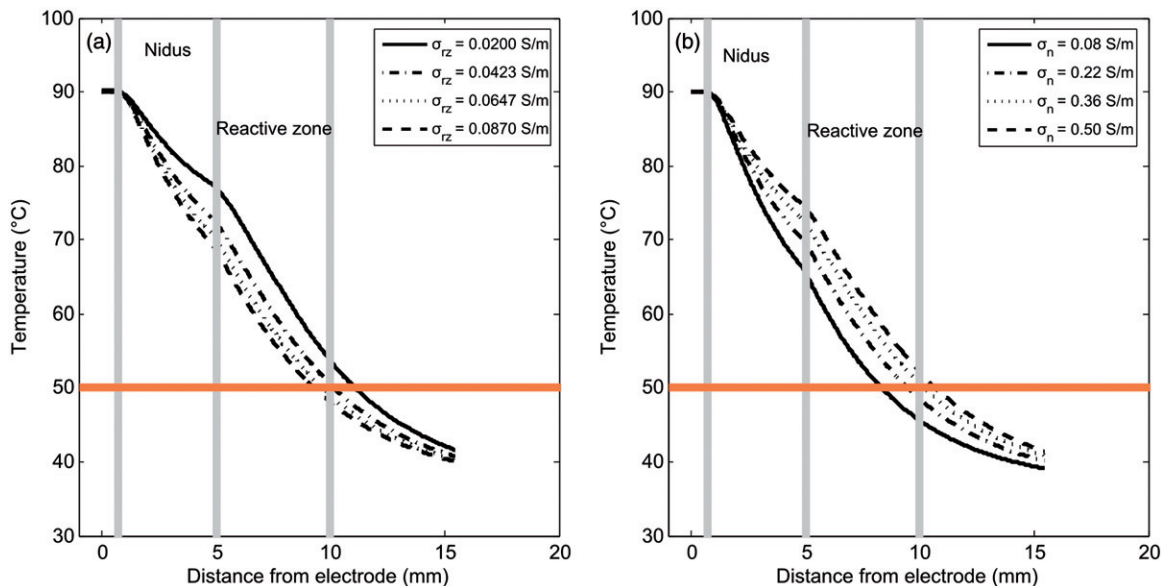 (a)
Nidus
Reactive zone
σrz = 0.0200 S/m
σrz = 0.0423 S/m
σrz = 0.0647 S/m
σrz = 0.0870 S/m
Temperature (°C)
100
90
80
70
60
50
40
30
0
5
10
15
20
Distance from electrode (mm)
(b)
Nidus
Reactive zone
σn = 0.08 S/m
σn = 0.22 S/m
σn = 0.36 S/m
σn = 0.50 S/m
Temperature (°C)
100
90
80
70
60
50
40
30
0
5
10
15
20
Distance from electrode (mm)